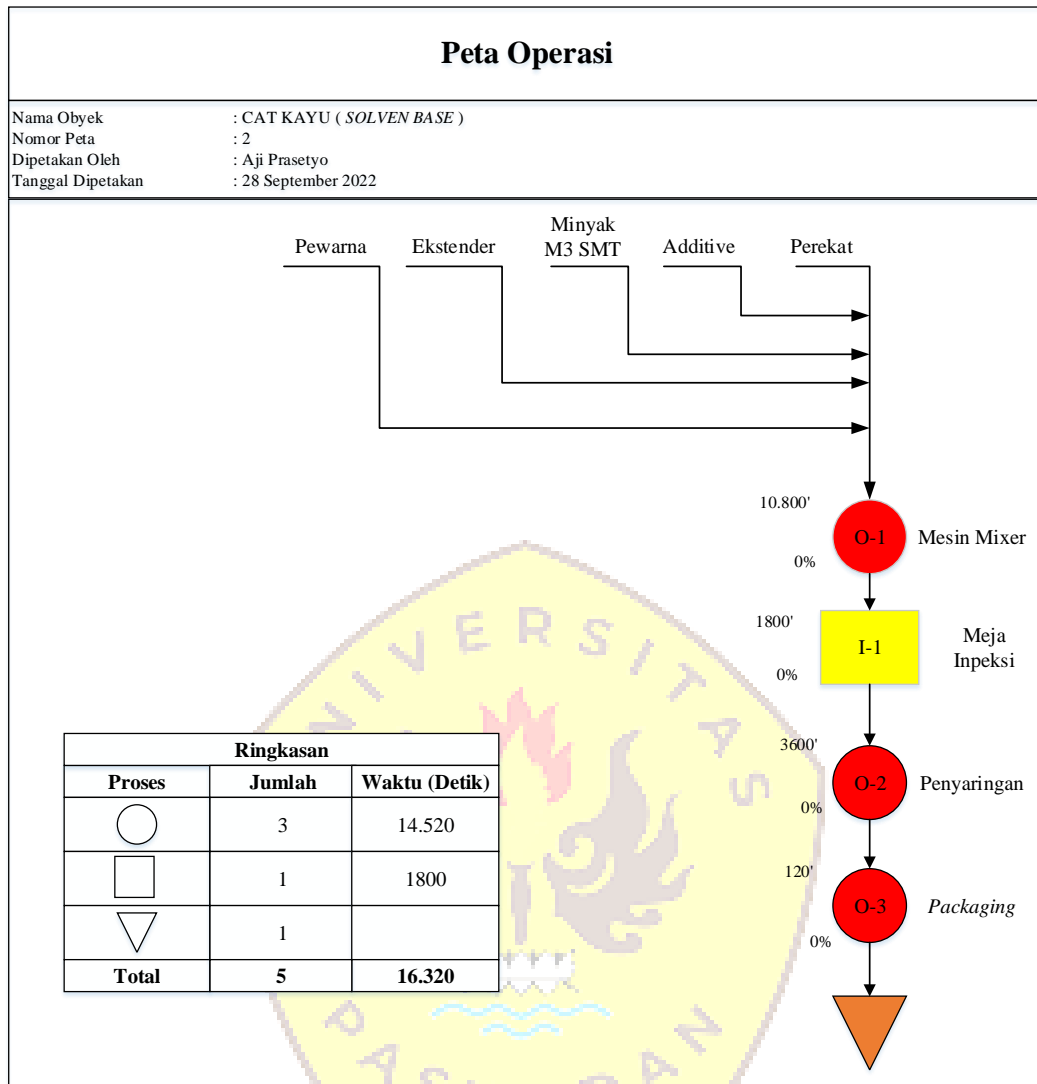 Peta Operasi
Nama Obyek : CAT KAYU ( SOLVEN BASE )
Nomor Peta : 2
Dipetakan Oleh : Aji Prasetyo
Tanggal Dipetakan : 28 September 2022
Pewarna
Ekstender
Minyak
M3 SMT
Additive
Perekat
10.800'
O-1
Mesin Mixer
0%
1800'
I-1
Meja
Inpeksi
0%
3600'
O-2
Penyaringan
0%
120'
O-3
Packaging
0%
Ringkasan
Proses Jumlah Waktu (Detik)
3 14.520
1 1800
1
Total 5 16.320
UNIVERSITAS
PASUNDAN